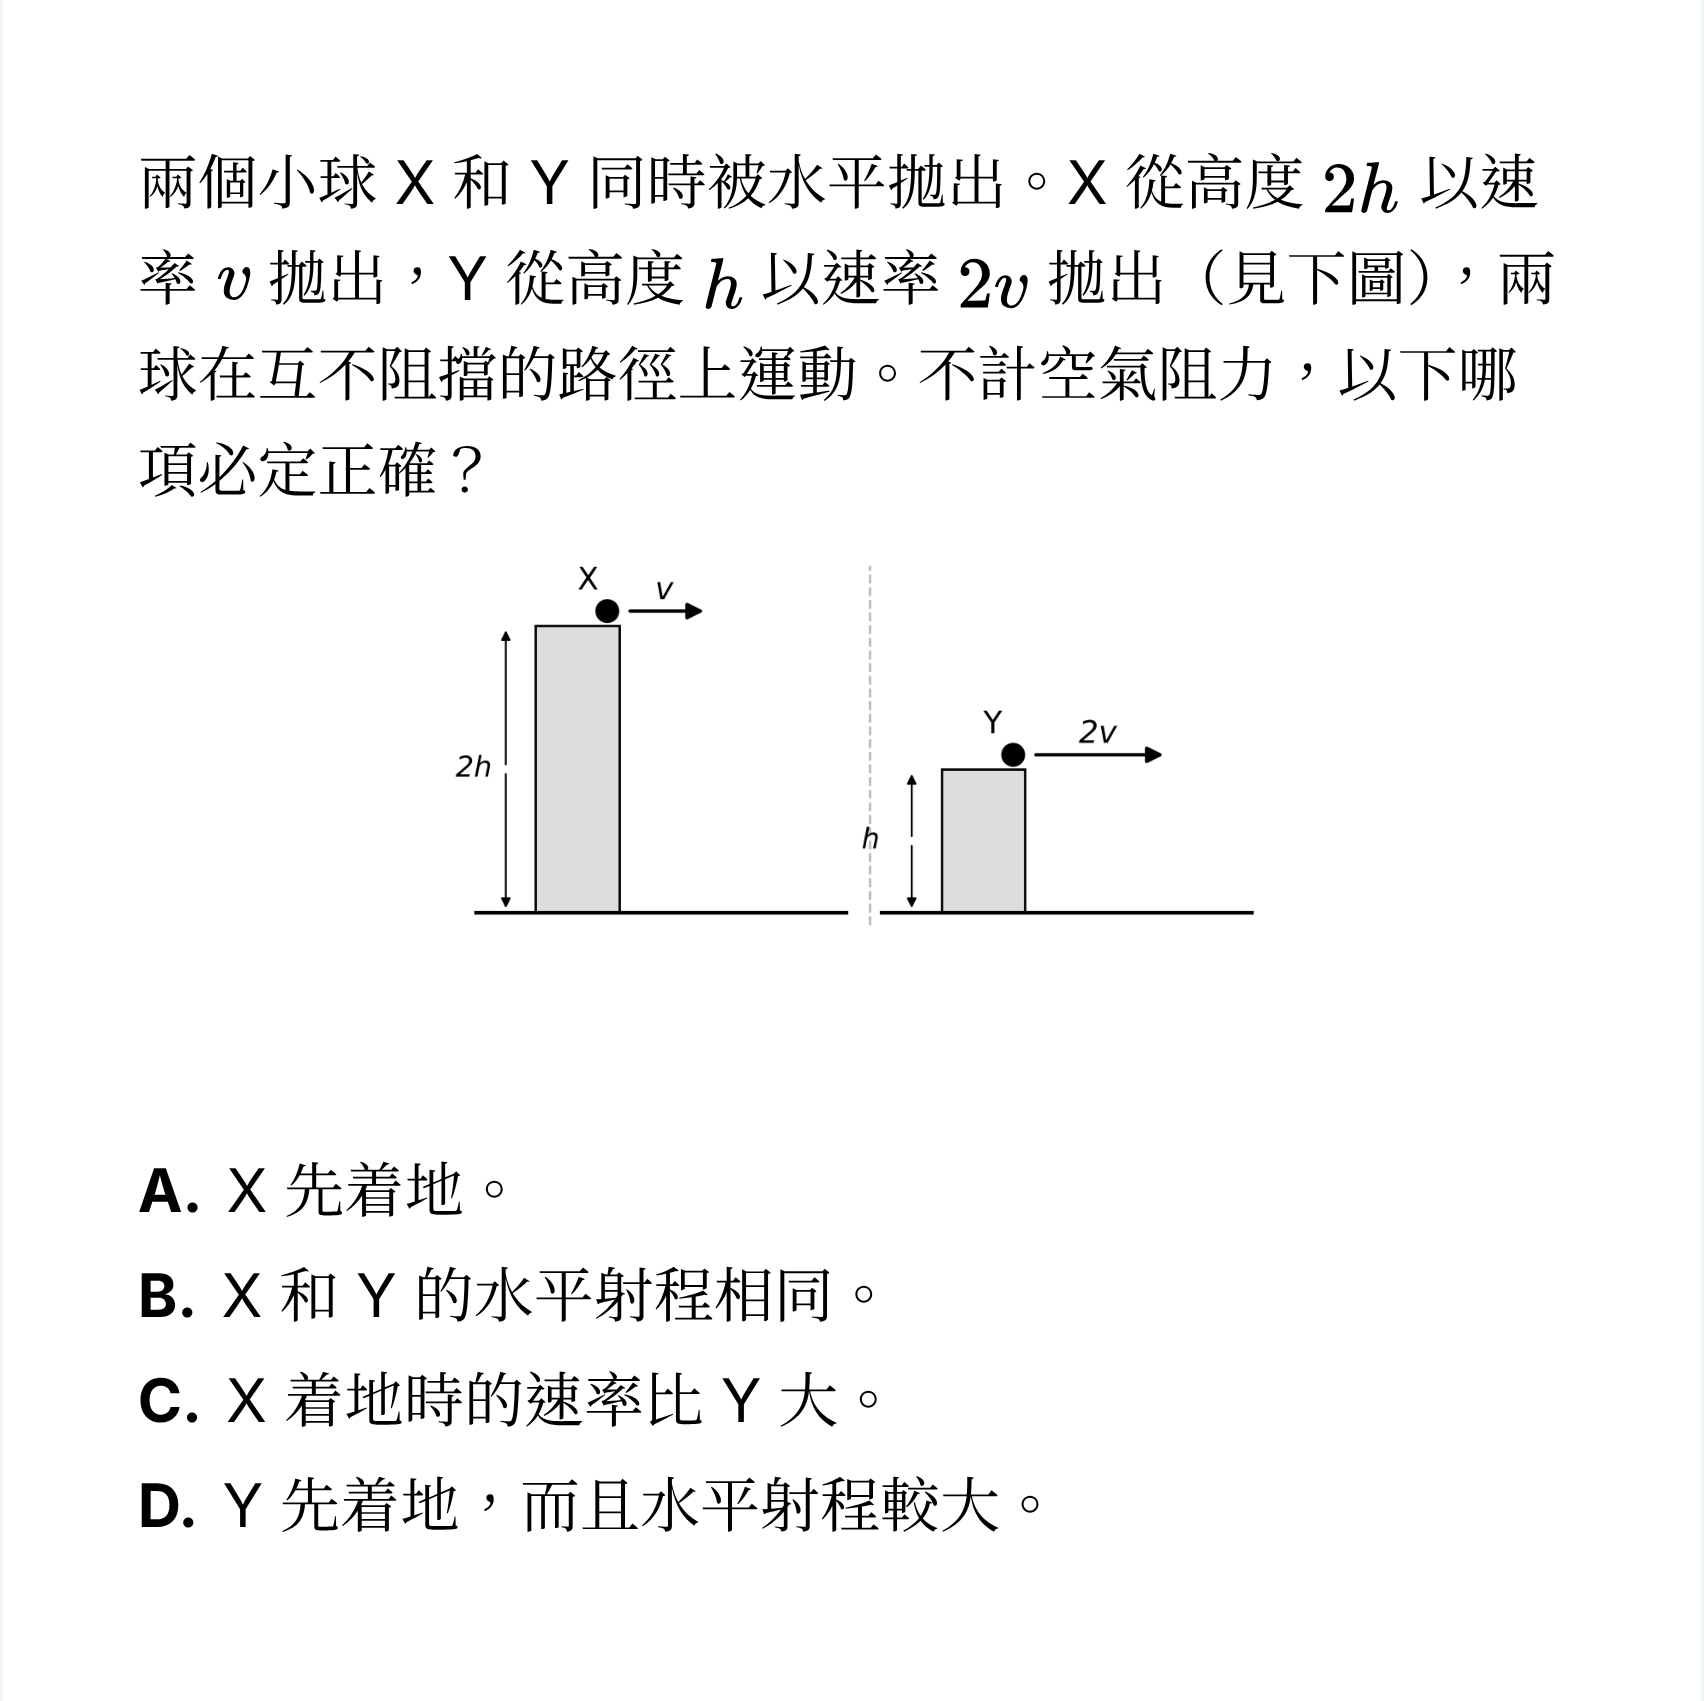 兩個小球 X 和 Y 同時被水平拋出。X 從高度 2h 以速
率 v 拋出，Y 從高度 h 以速率 2v 拋出（見下圖），兩
球在互不阻擋的路徑上運動。不計空氣阻力，以下哪
項必定正確？
X
v
2h
Y
2v
h
A. X 先着地。
B. X 和 Y 的水平射程相同。
C. X 着地時的速率比 Y 大。
D. Y 先着地，而且水平射程較大。